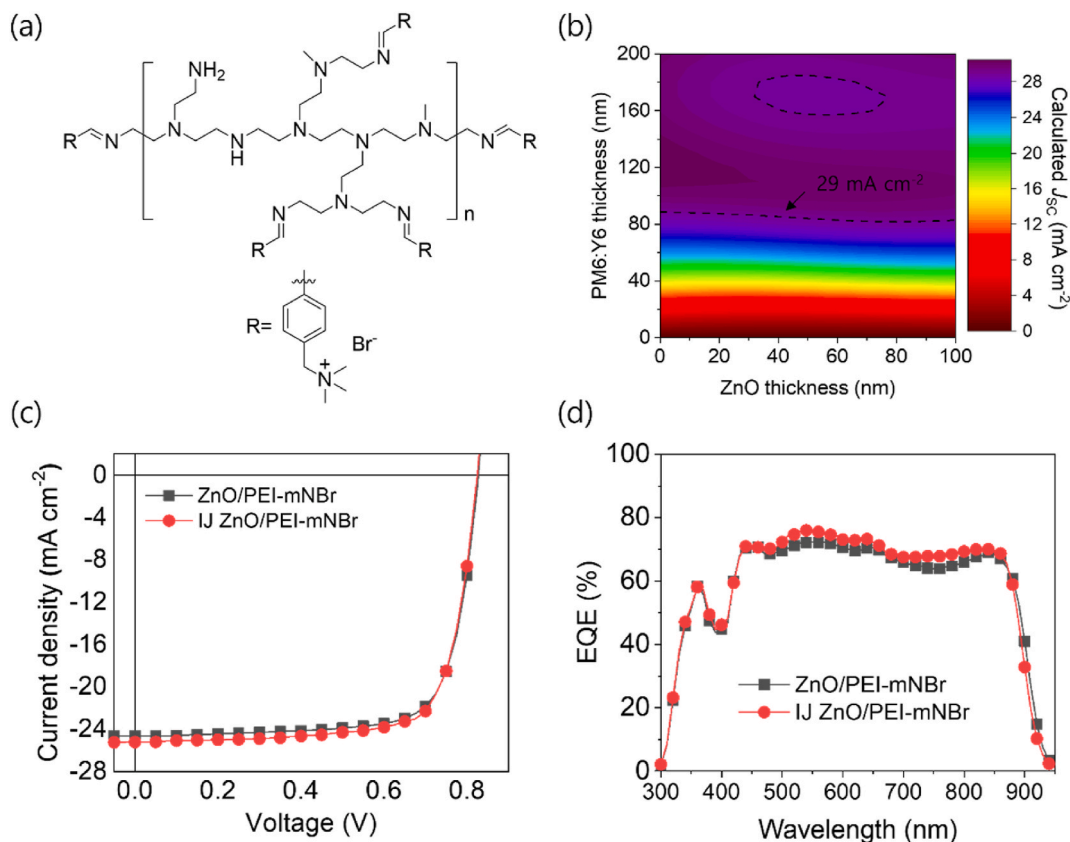 (a)
R
N
NH2
N
N
R
N
N
N
H
N
N
N
N
N
R
n
N
N
N
R
R
R=
Br-
N+
(b)
200
160
120
80
40
0
PM6:Y6 thickness (nm)
29 mA cm-2
0 20 40 60 80 100
ZnO thickness (nm)
28
24
20
16
12
8
4
0
Calculated JSC (mA cm-2)
(c)
0
-4
-8
-12
-16
-20
-24
-28
Current density (mA cm-2)
ZnO/PEI-mNBr
IJ ZnO/PEI-mNBr
0.0 0.2 0.4 0.6 0.8
Voltage (V)
(d)
100
80
60
40
20
0
EQE (%)
ZnO/PEI-mNBr
IJ ZnO/PEI-mNBr
300 400 500 600 700 800 900
Wavelength (nm)